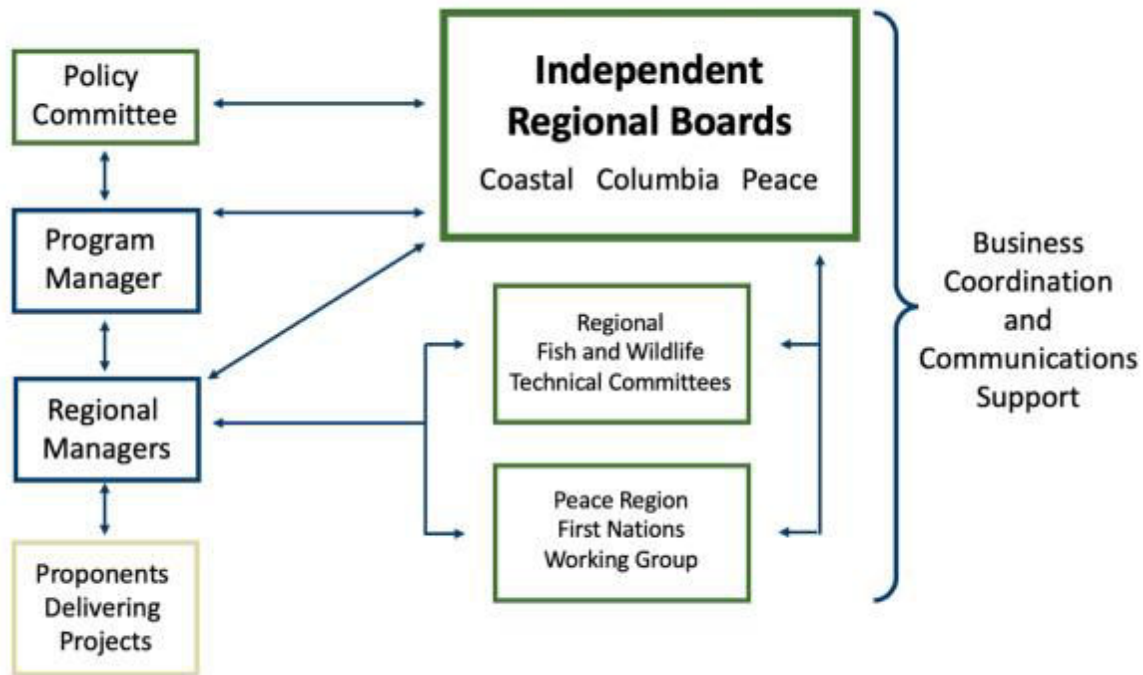 Policy
Committee
Independent
Regional Boards
Coastal Columbia Peace
Program
Manager
Regional
Managers
Proponents
Delivering
Projects
Regional
Fish and Wildlife
Technical Committees
Peace Region
First Nations
Working Group
Business
Coordination
and
Communications
Support